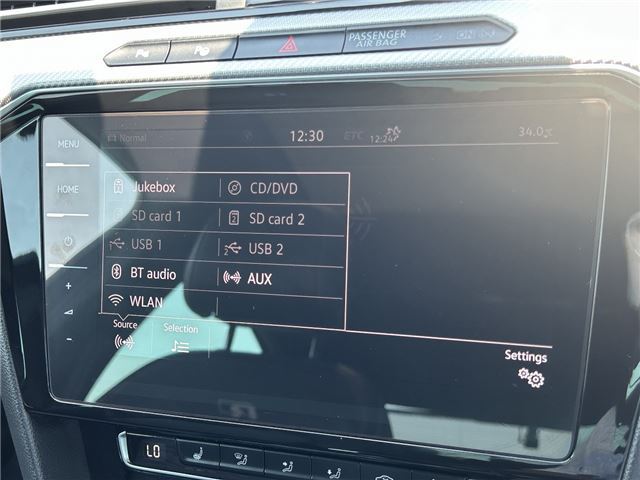 PASSENGER
AIR BAG ON
MENU
Normal 12:30 ETC 12:24 34.0°C
HOME
Jukebox CD/DVD
SD card 1 SD card 2
USB 1 USB 2
BT audio AUX
WLAN
+
-
Source Selection
Settings
LO